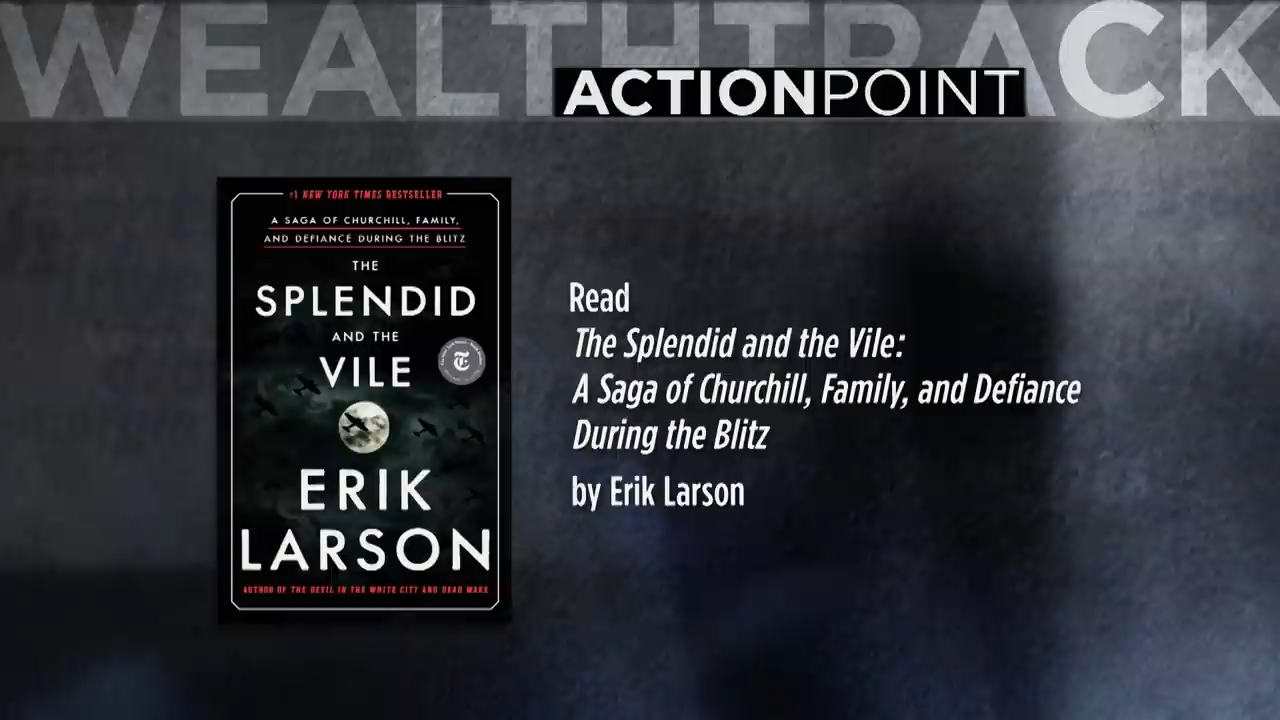 WEALTHTRACK
ACTIONPOINT
#1 NEW YORK TIMES BESTSELLER
A SAGA OF CHURCHILL, FAMILY,
AND DEFIANCE DURING THE BLITZ
THE
SPLENDID
AND THE
VILE
T
ERIK
LARSON
AUTHOR OF THE DEVIL IN THE WHITE CITY AND DEAD WAKE
Read
The Splendid and the Vile:
A Saga of Churchill, Family, and Defiance
During the Blitz
by Erik Larson